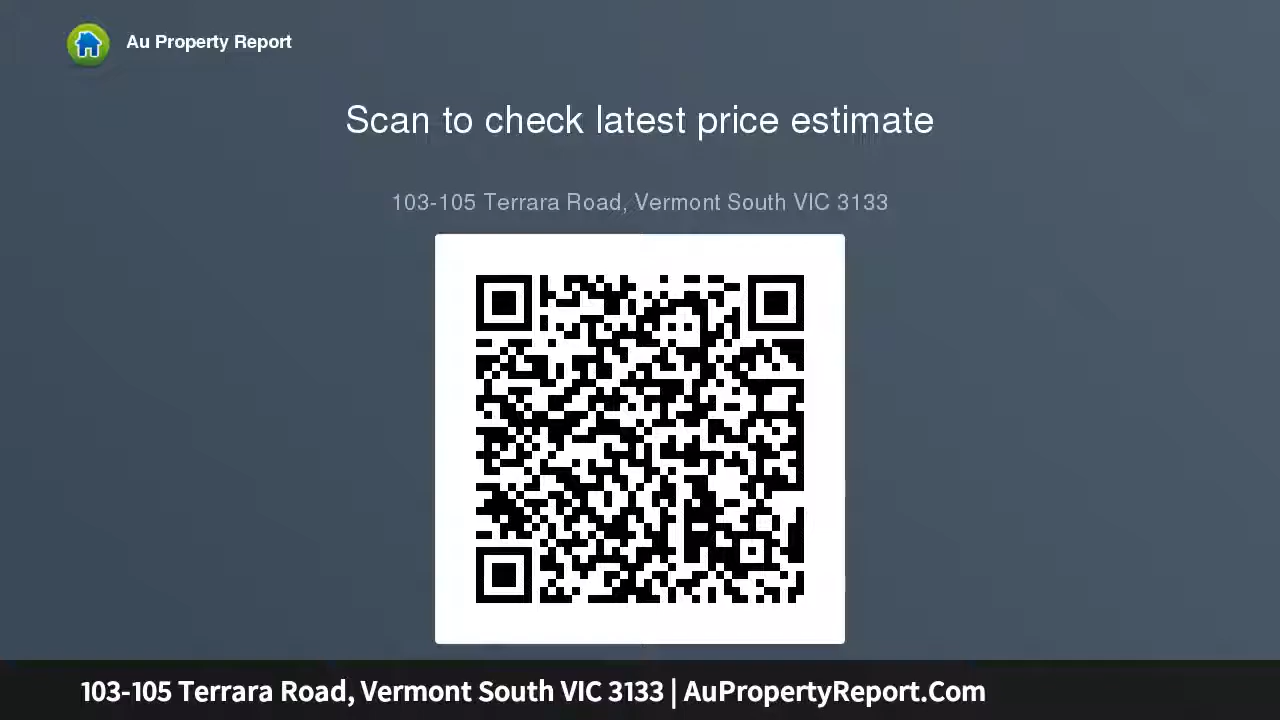 Au Property Report
Scan to check latest price estimate
103-105 Terrara Road, Vermont South VIC 3133
103-105 Terrara Road, Vermont South VIC 3133 | AuPropertyReport.Com